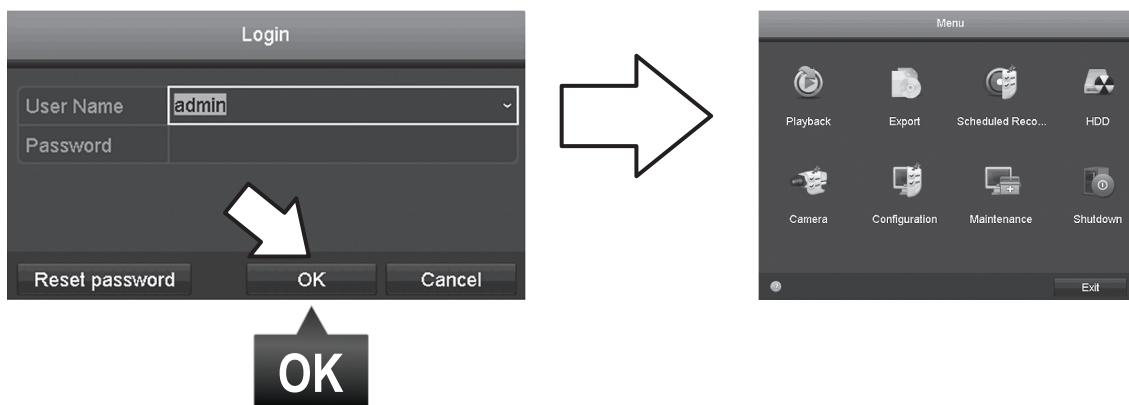 Login
User Name admin
Password
Reset password OK Cancel
OK
Menu
Playback Export Scheduled Reco... HDD
Camera Configuration Maintenance Shutdown
Exit